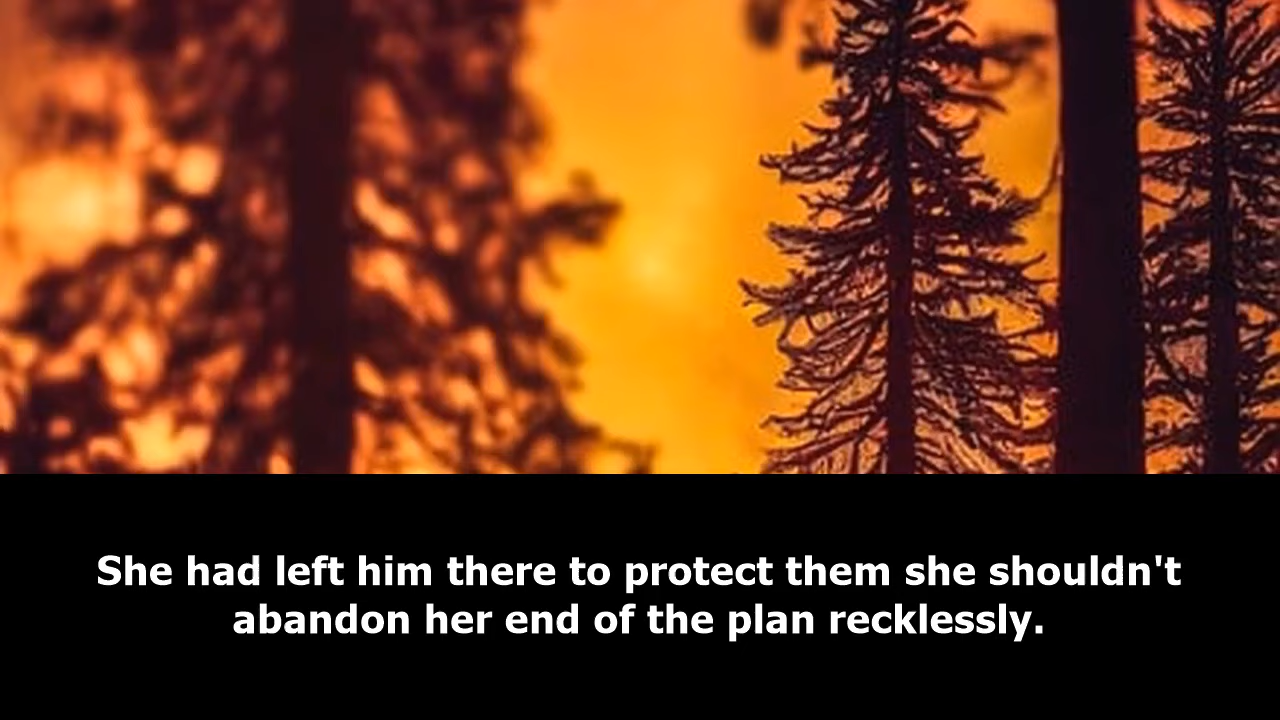 She had left him there to protect them she shouldn't
abandon her end of the plan recklessly.